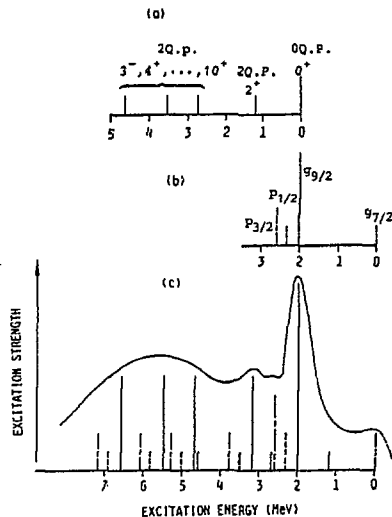 (a)
2Q.p. 0Q.P.
3⁻,4⁺,...,10⁺ 2Q.P. 0⁺
2⁺
5 4 3 2 1 0
(b)
g9/2
P1/2
P3/2
g7/2
3 2 1 0
(c)
EXCITATION STRENGTH
7 6 5 4 3 2 1 0
EXCITATION ENERGY (MeV)